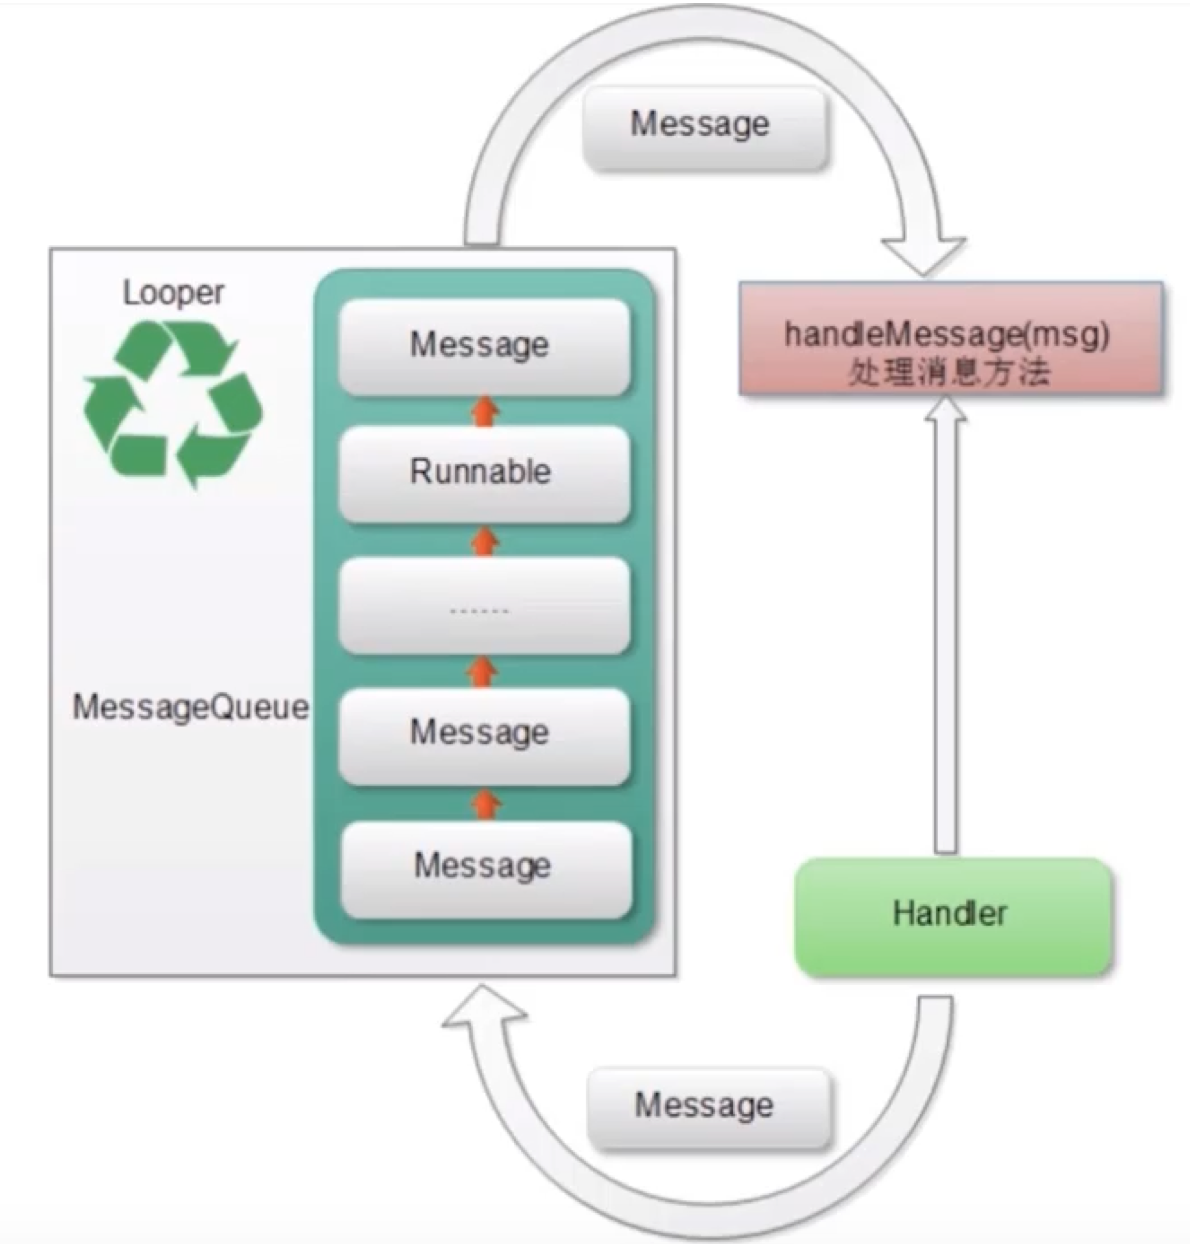 Message
Looper
Message
handleMessage(msg)
处理消息方法
Runnable
......
MessageQueue
Message
Message
Handler
Message